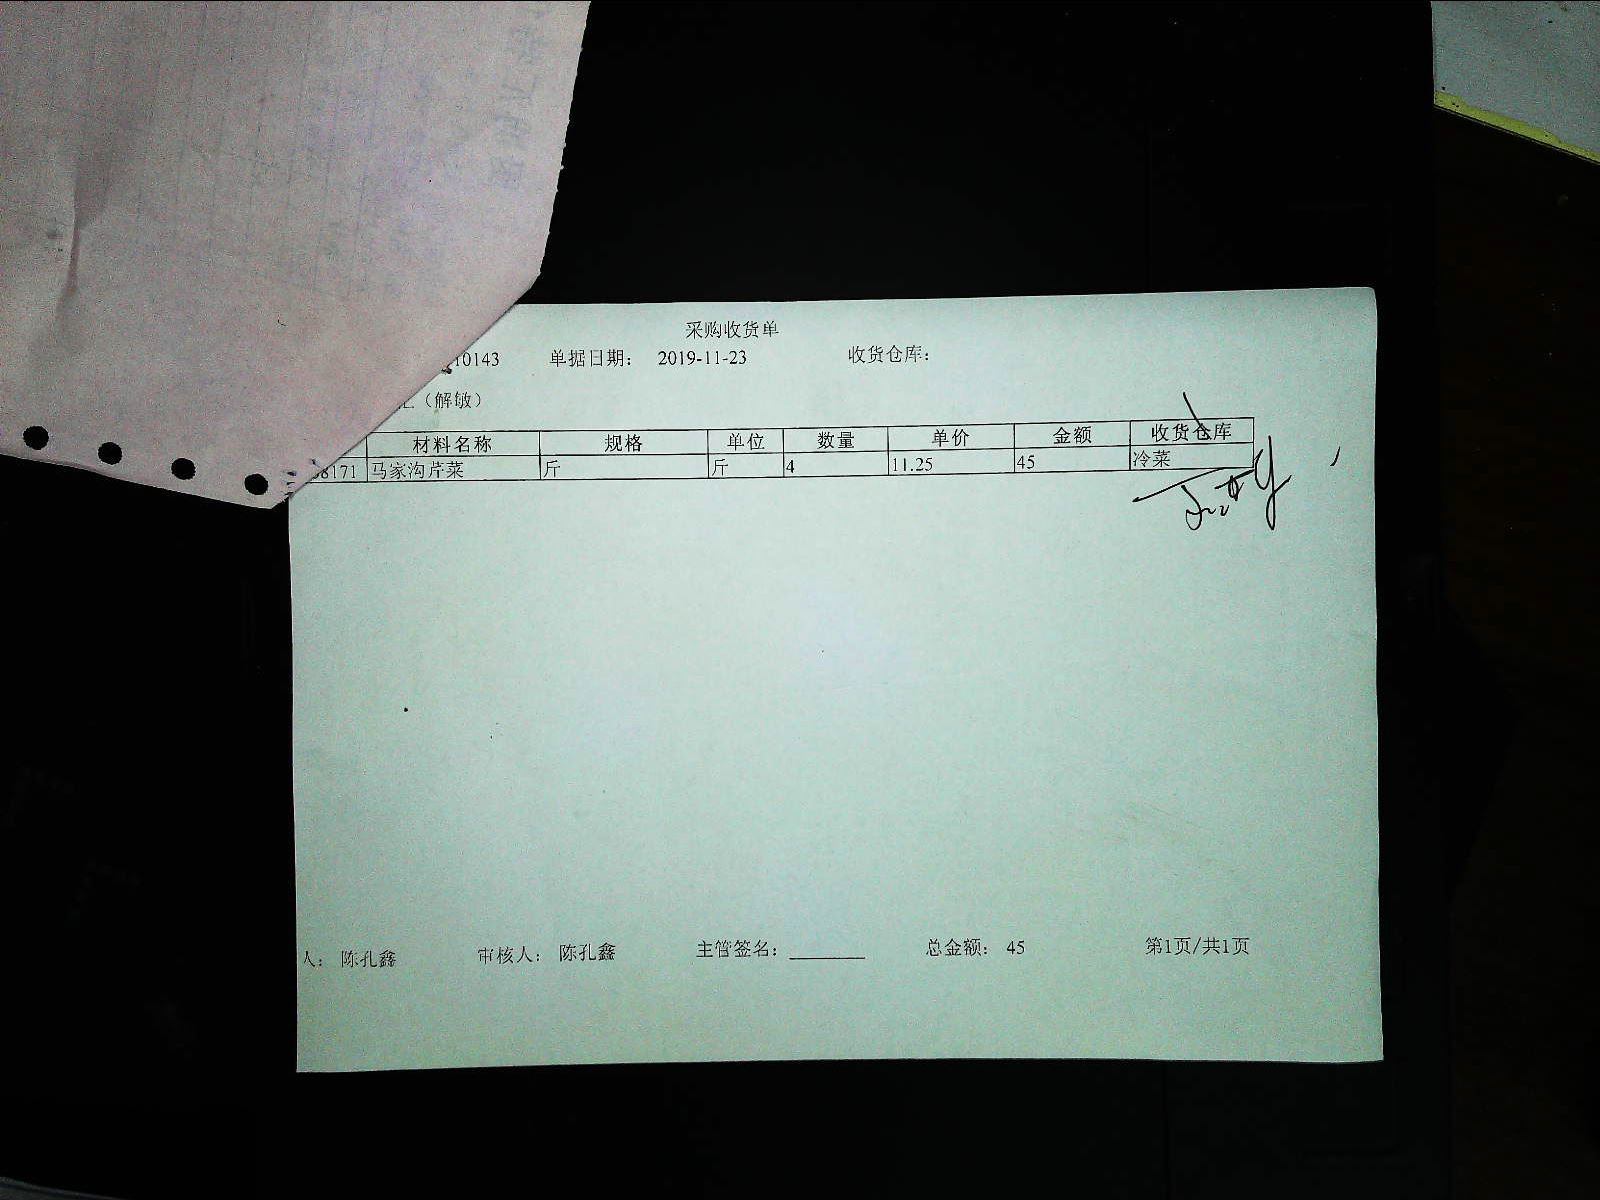 采购收货单
10143 单据日期： 2019-11-23 收货仓库：
（解敏）
材料名称 规格 单位 数量 单价 金额 收货仓库
8171 马家沟芹菜 斤 斤 4 11.25 45 冷菜
人： 陈孔鑫 审核人： 陈孔鑫 主管签名： 总金额： 45 第1页/共1页